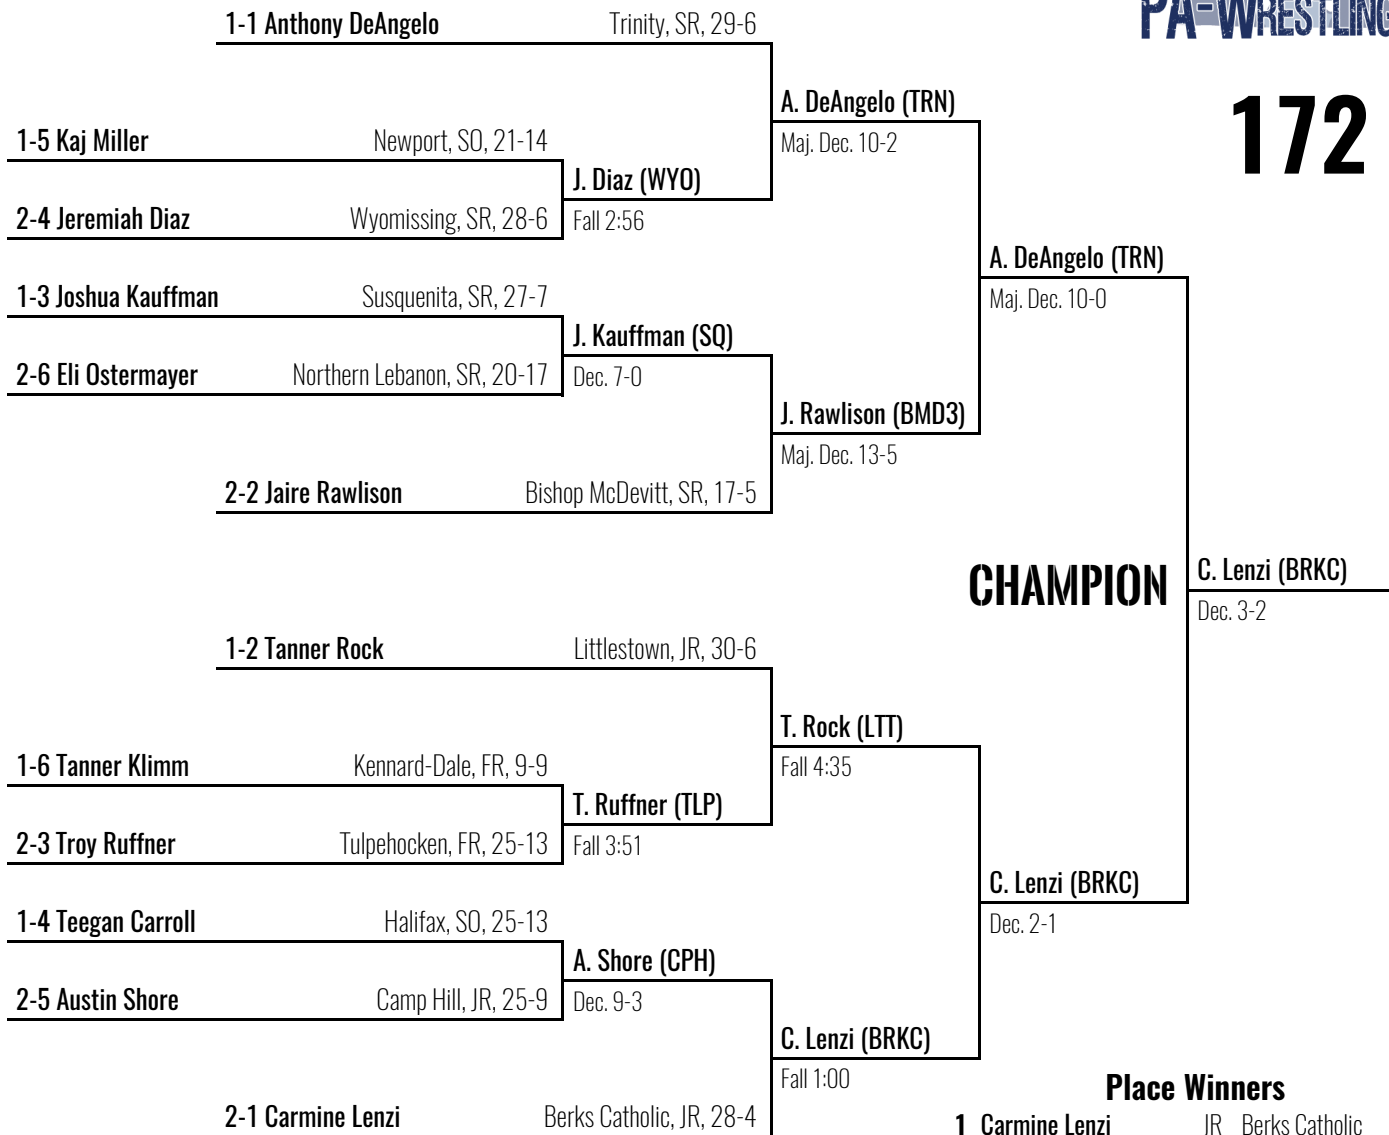 1-1 Anthony DeAngelo Trinity, SR, 29-6
PA-WRESTLING
A. DeAngelo (TRN)
172
1-5 Kaj Miller Newport, SO, 21-14
Maj. Dec. 10-2
J. Diaz (WYO)
2-4 Jeremiah Diaz Wyomissing, SR, 28-6
Fall 2:56
A. DeAngelo (TRN)
1-3 Joshua Kauffman Susquenita, SR, 27-7
Maj. Dec. 10-0
J. Kauffman (SQ)
2-6 Eli Ostermayer Northern Lebanon, SR, 20-17
Dec. 7-0
J. Rawlison (BMD3)
Maj. Dec. 13-5
2-2 Jaire Rawlison Bishop McDevitt, SR, 17-5
CHAMPION
C. Lenzi (BRKC)
Dec. 3-2
1-2 Tanner Rock Littlestown, JR, 30-6
T. Rock (LTT)
1-6 Tanner Klimm Kennard-Dale, FR, 9-9
Fall 4:35
T. Ruffner (TLP)
2-3 Troy Ruffner Tulpehocken, FR, 25-13
Fall 3:51
C. Lenzi (BRKC)
1-4 Teegan Carroll Halifax, SO, 25-13
Dec. 2-1
A. Shore (CPH)
2-5 Austin Shore Camp Hill, JR, 25-9
Dec. 9-3
C. Lenzi (BRKC)
Fall 1:00
Place Winners
2-1 Carmine Lenzi Berks Catholic, JR, 28-4
1 Carmine Lenzi JR Berks Catholic